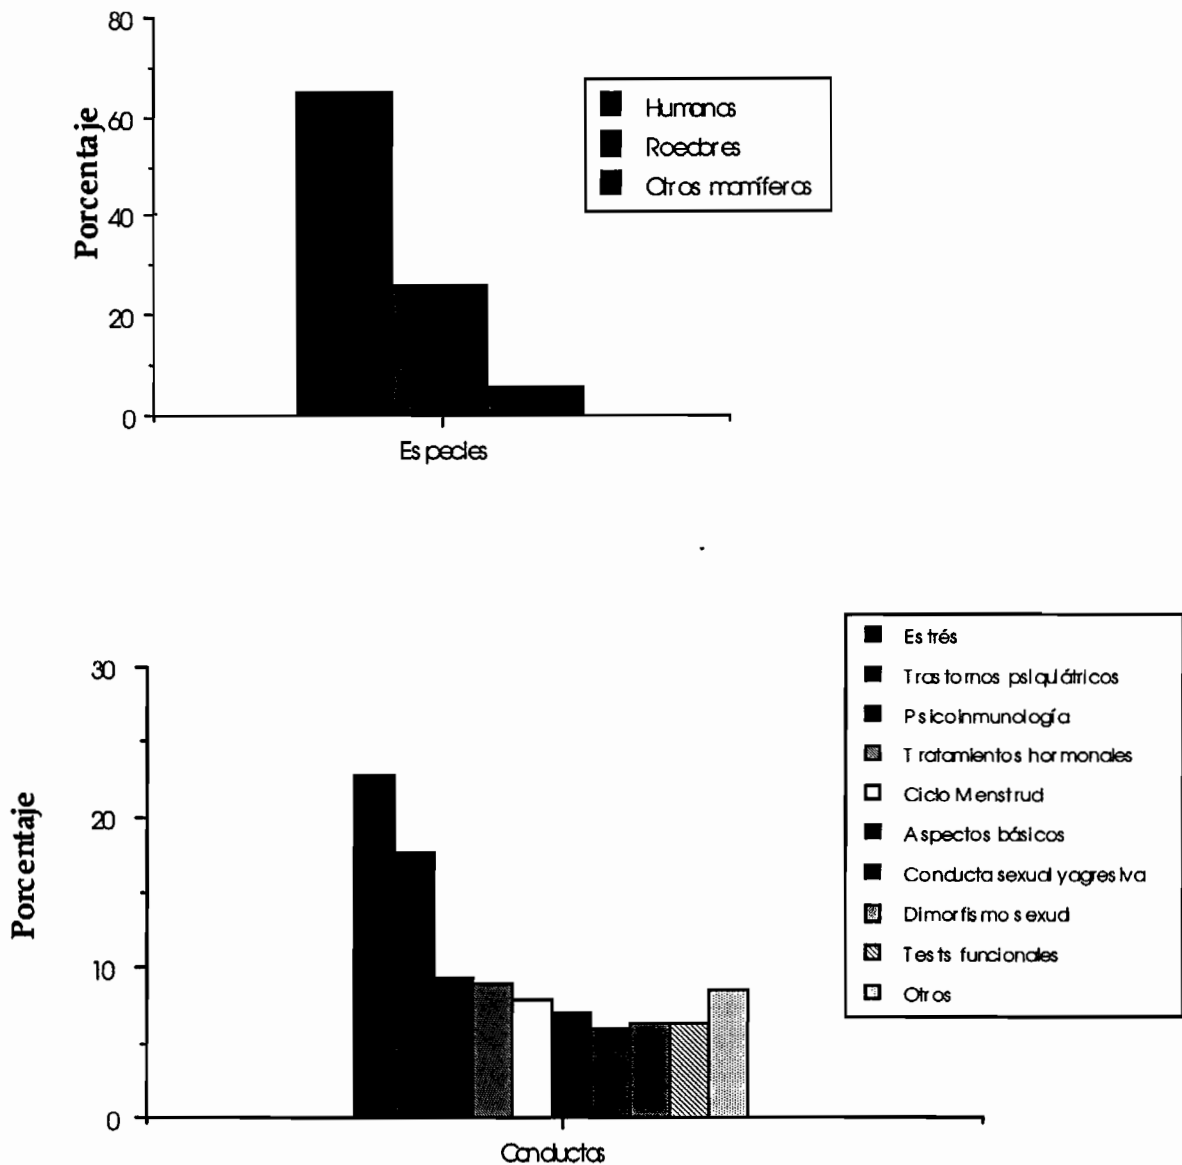 80
60
40
20
0
Porcentaje
Especies
Humanos
Roedores
Otros mamíferos
30
20
10
0
Porcentaje
Conductas
Estrés
Trastornos psiquiátricos
Psicoinmunología
Tratamientos hormonales
Ciclo Menstrual
Aspectos básicos
Conducta sexual y agresiva
Dimorfismo sexual
Tests funcionales
Otros